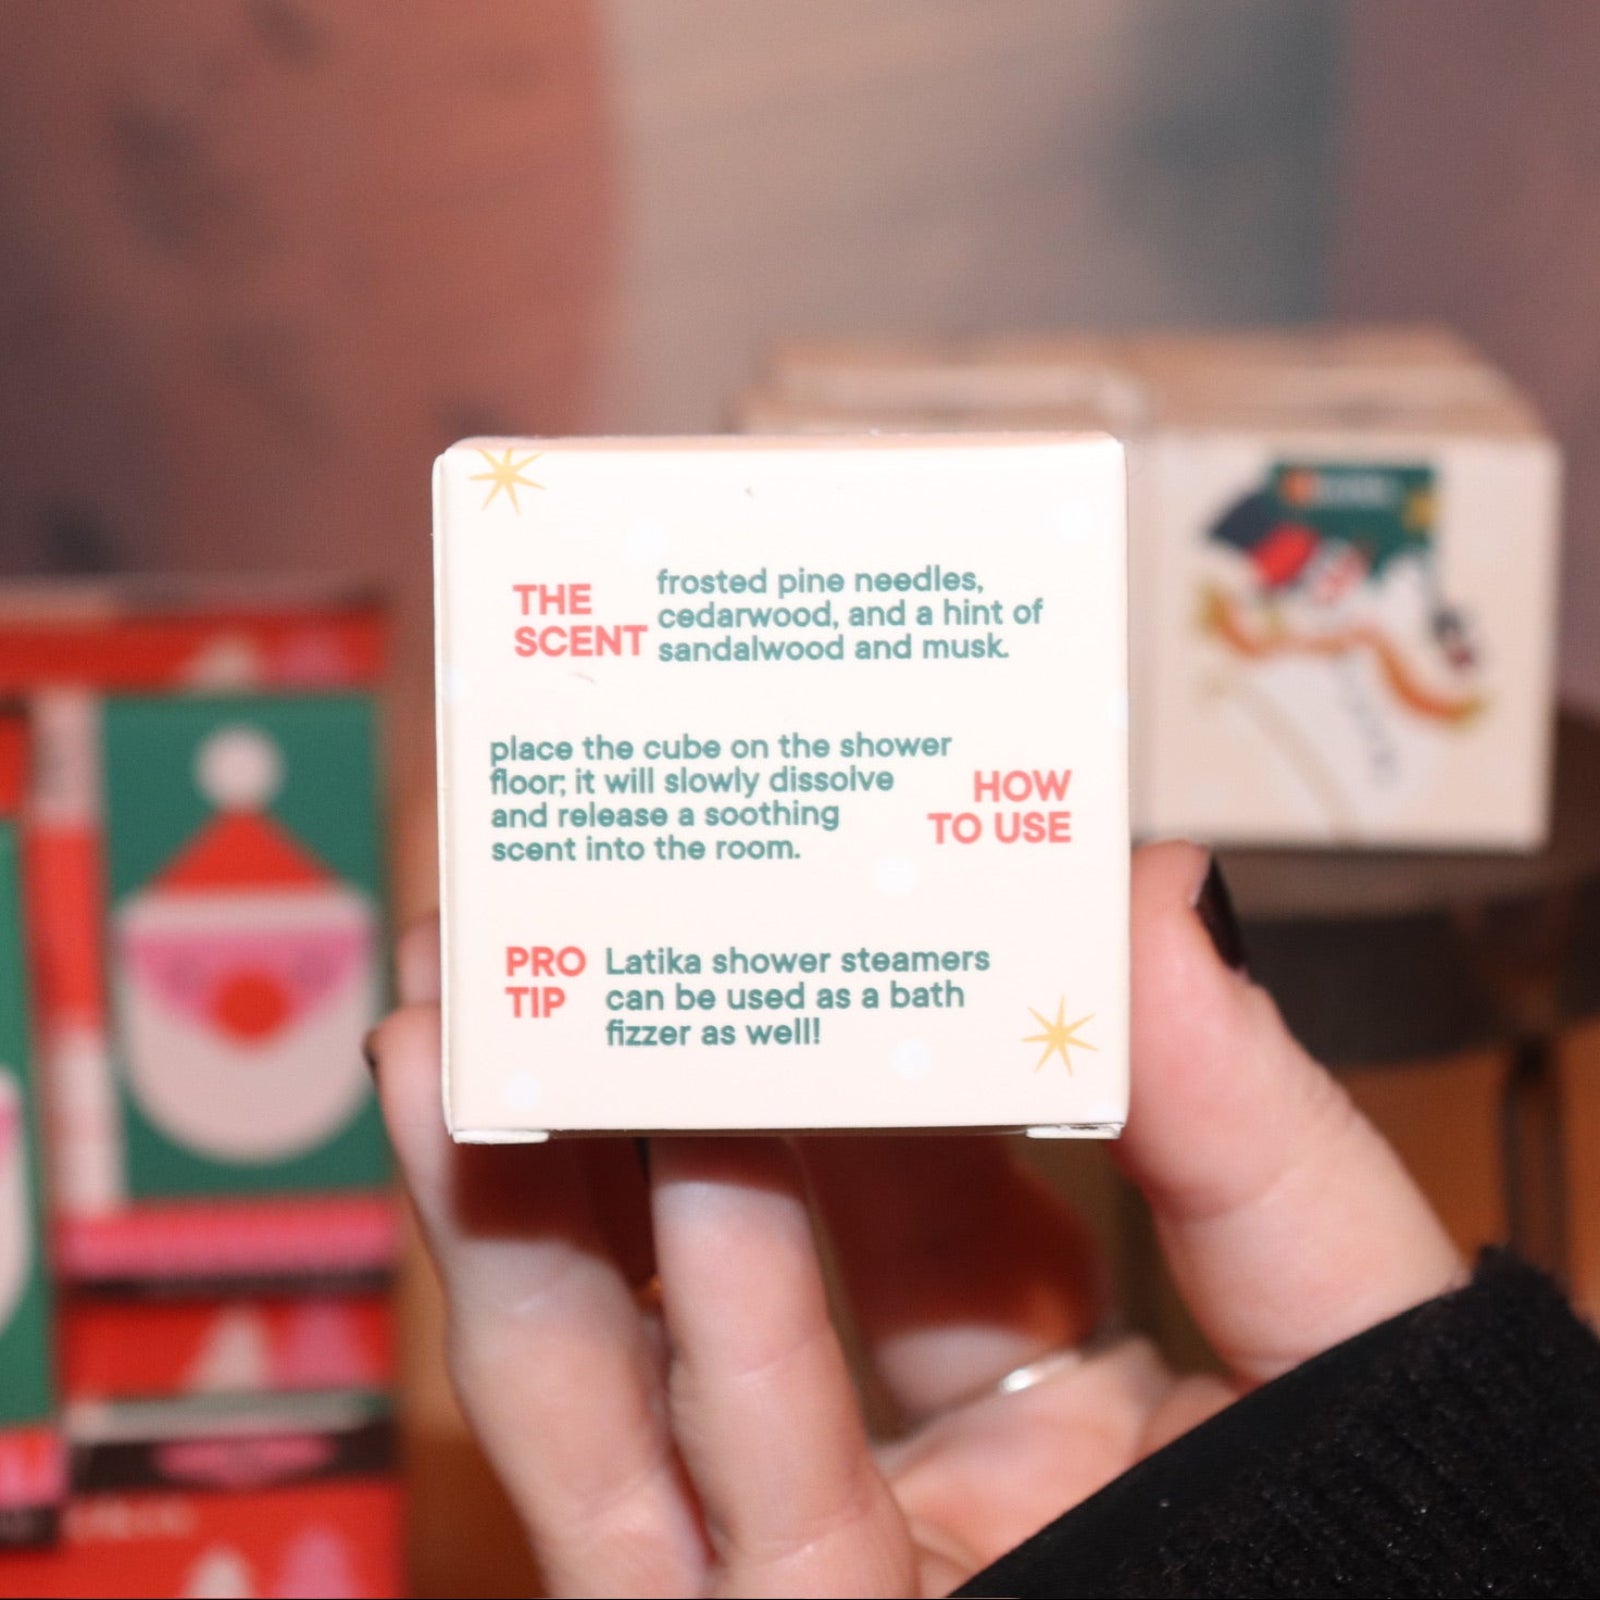 THE
SCENT
frosted pine needles,
cedarwood, and a hint of
sandalwood and musk.
place the cube on the shower
floor; it will slowly dissolve
and release a soothing
scent into the room.
HOW
TO USE
PRO
TIP
Latika shower steamers
can be used as a bath
fizzer as well!